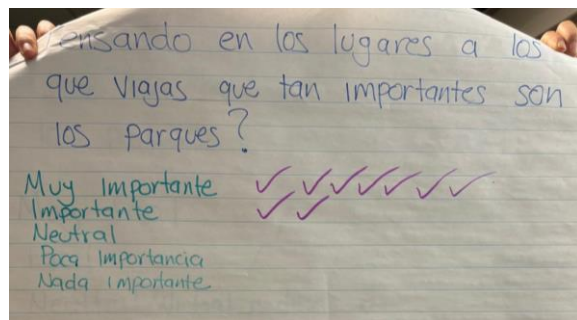 Pensando en los lugares a los
que viajas que tan importantes son
los parques?
Muy Importante ✓ ✓ ✓ ✓ ✓ ✓ ✓
Importante ✓ ✓
Neutral
Poca Importancia
Nada importante